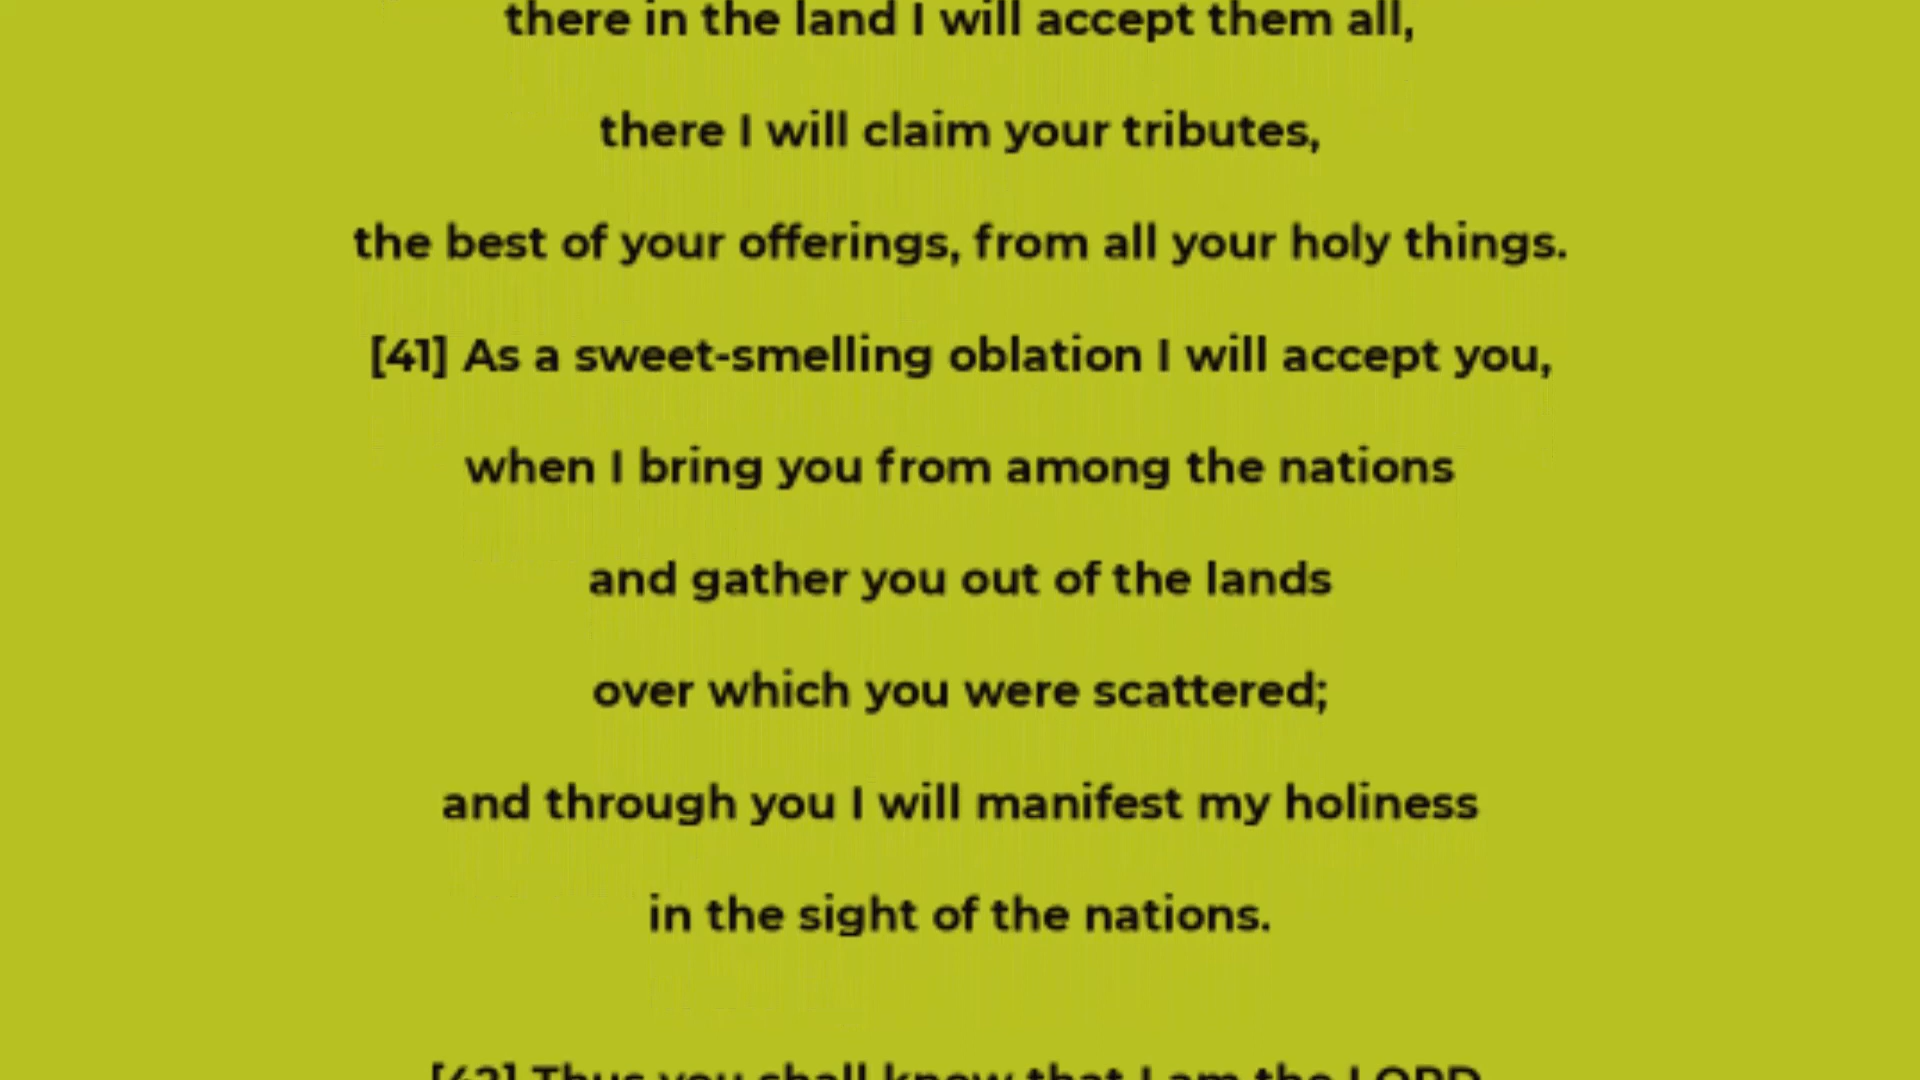 there in the land I will accept them all,
there I will claim your tributes,
the best of your offerings, from all your holy things.
[41] As a sweet-smelling oblation I will accept you,
when I bring you from among the nations
and gather you out of the lands
over which you were scattered;
and through you I will manifest my holiness
in the sight of the nations.
[42] Thus you shall know that I am the LORD